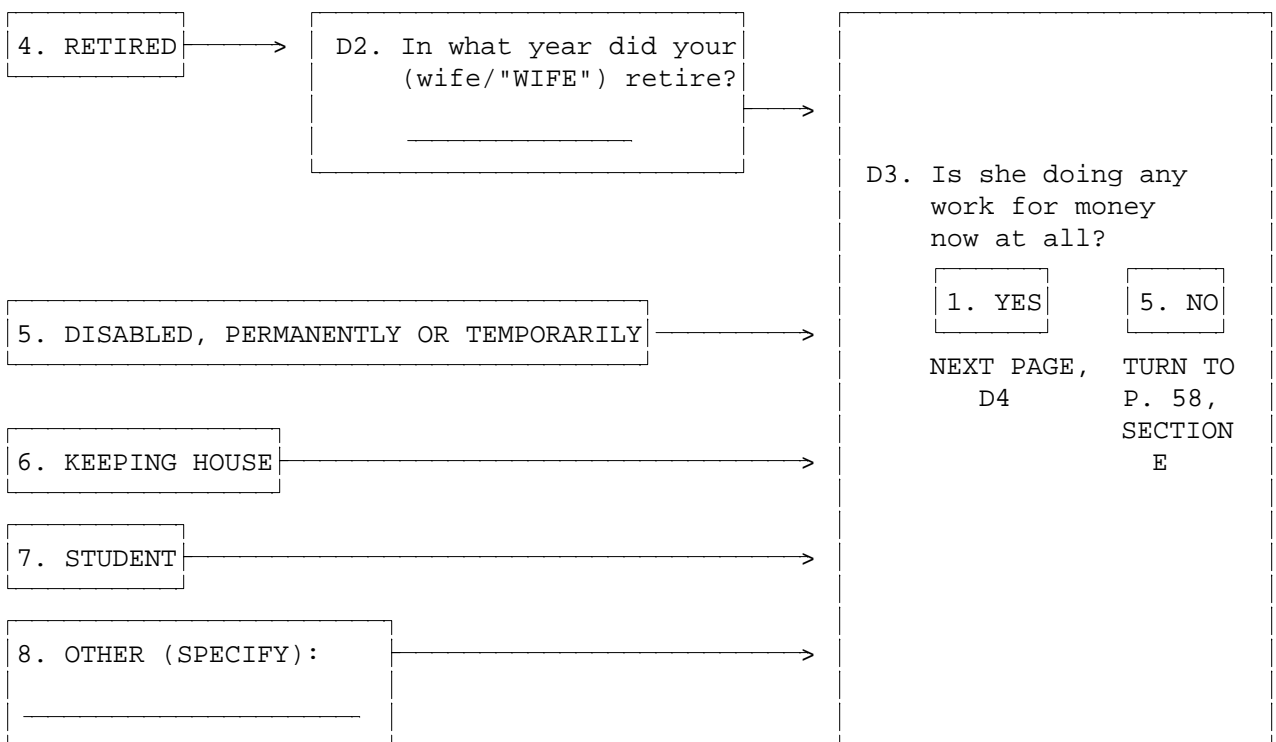 4. RETIRED
D2. In what year did your
(wife/"WIFE") retire?
D3. Is she doing any
work for money
now at all?
1. YES
5. NO
NEXT PAGE,
D4
TURN TO
P. 58,
SECTION
E
5. DISABLED, PERMANENTLY OR TEMPORARILY
6. KEEPING HOUSE
7. STUDENT
8. OTHER (SPECIFY):